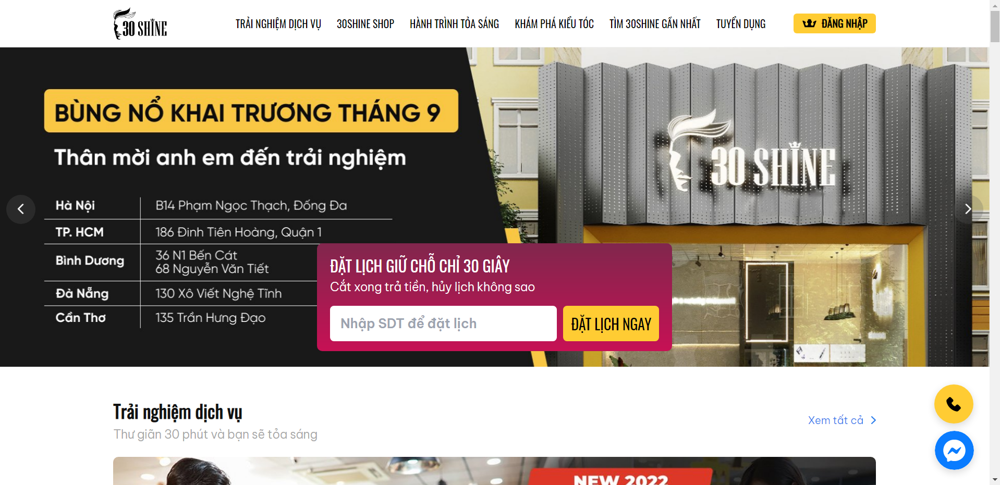 30 SHINE
TRẢI NGHIỆM DỊCH VỤ
30SHINE SHOP
HÀNH TRÌNH TỎA SÁNG
KHÁM PHÁ KIỂU TÓC
TÌM 30SHINE GẦN NHẤT
TUYỂN DỤNG
ĐĂNG NHẬP
BÙNG NỔ KHAI TRƯƠNG THÁNG 9
Thân mời anh em đến trải nghiệm
Hà Nội
B14 Phạm Ngọc Thạch, Đống Đa
TP. HCM
186 Đinh Tiên Hoàng, Quận 1
Bình Dương
36 N1 Bến Cát
68 Nguyễn Văn Tiết
Đà Nẵng
130 Xô Viết Nghệ Tĩnh
Cần Thơ
135 Trần Hưng Đạo
30 SHINE
ĐẶT LỊCH GIỮ CHỖ CHỈ 30 GIÂY
Cắt xong trả tiền, hủy lịch không sao
Nhập SDT để đặt lịch
ĐẶT LỊCH NGAY
Trải nghiệm dịch vụ
Thư giãn 30 phút và bạn sẽ tỏa sáng
Xem tất cả
NEW 2022